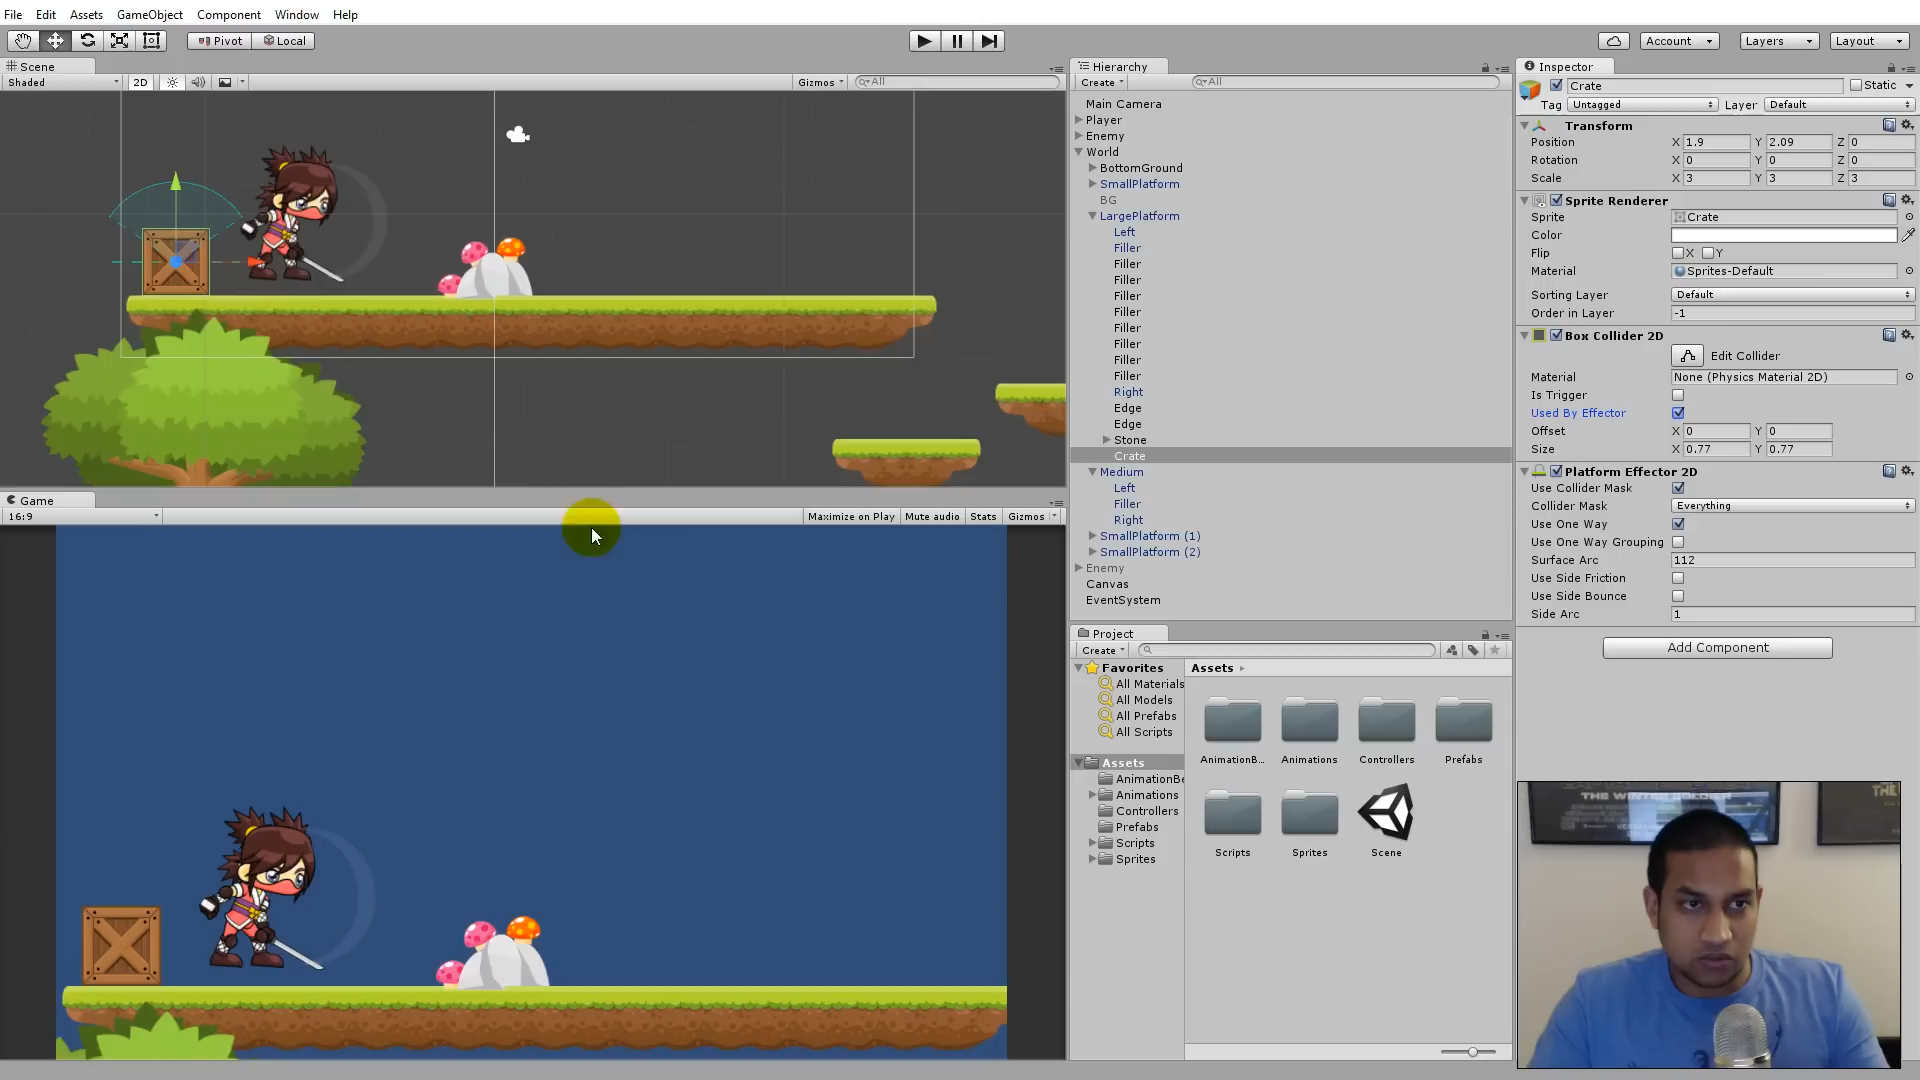 File Edit Assets GameObject Component Window Help
Pivot Local Account Layers Layout
Scene
Shaded 2D Gizmos All
Game
16:9 Maximize on Play Mute audio Stats Gizmos
Hierarchy
Create All
Main Camera
Player
Enemy
World
BottomGround
SmallPlatform
BG
LargePlatform
Left
Filler
Filler
Filler
Filler
Filler
Filler
Filler
Filler
Filler
Right
Edge
Edge
Stone
Crate
Medium
Left
Filler
Right
SmallPlatform (1)
SmallPlatform (2)
Enemy
Canvas
EventSystem
Project
Create
Favorites
All Materials
All Models
All Prefabs
All Scripts
Assets
AnimationBe
Animations
Controllers
Prefabs
Scripts
Sprites
Assets
AnimationB... Animations Controllers Prefabs
Scripts Sprites Scene
Inspector
Crate Static
Tag Untagged Layer Default
Transform
Position X 1.9 Y 2.09 Z 0
Rotation X 0 Y 0 Z 0
Scale X 3 Y 3 Z 3
Sprite Renderer
Sprite Crate
Color
Flip X Y
Material Sprites-Default
Sorting Layer Default
Order in Layer -1
Box Collider 2D
Edit Collider
Material None (Physics Material 2D)
Is Trigger
Used By Effector
Offset X 0 Y 0
Size X 0.77 Y 0.77
Platform Effector 2D
Use Collider Mask
Collider Mask Everything
Use One Way
Use One Way Grouping
Surface Arc 112
Use Side Friction
Use Side Bounce
Side Arc 1
Add Component
THE WINTER SOLDIER